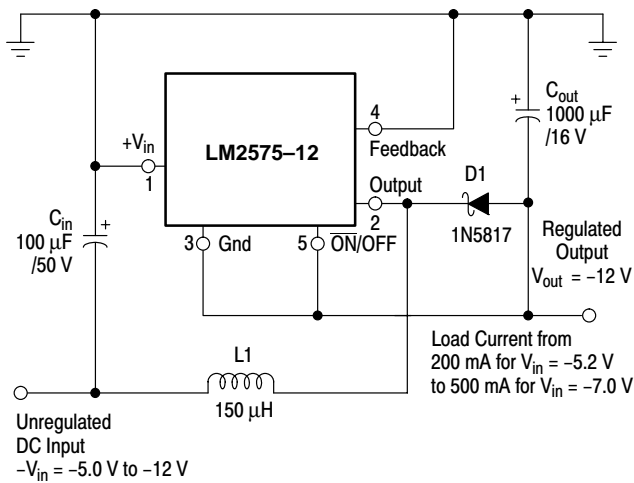 C_out
1000 µF
/16 V
+
4
Feedback
+V_in
1
LM2575–12
D1
1N5817
Output
2
C_in
100 µF
/50 V
+
3
Gnd
5
O̅N̅/OFF
Regulated
Output
V_out = –12 V
L1
150 µH
Load Current from
200 mA for V_in = –5.2 V
to 500 mA for V_in = –7.0 V
Unregulated
DC Input
–V_in = –5.0 V to –12 V